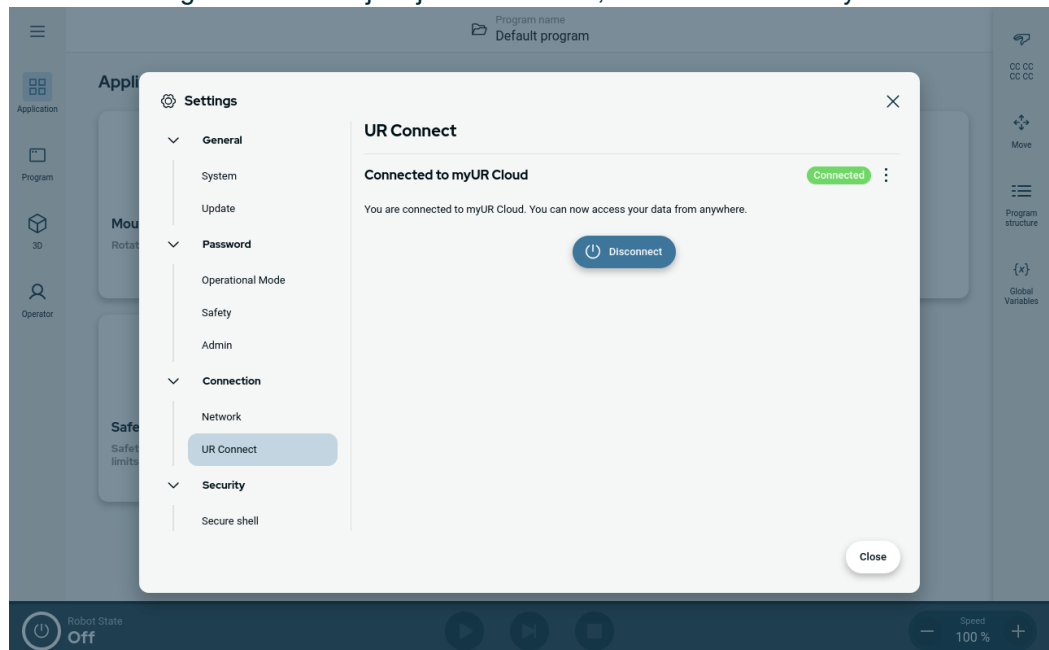 Program name
Default program
Application
Program
3D
Operator
Appli
Mou
Rotat
Safe
Safet
limits
Settings
General
System
Update
Password
Operational Mode
Safety
Admin
Connection
Network
UR Connect
Security
Secure shell
UR Connect
Connected to myUR Cloud
Connected
You are connected to myUR Cloud. You can now access your data from anywhere.
Disconnect
Close
CC CC
CC CC
Move
Program
structure
{x}
Global
Variables
Robot State
Off
Speed
100 %